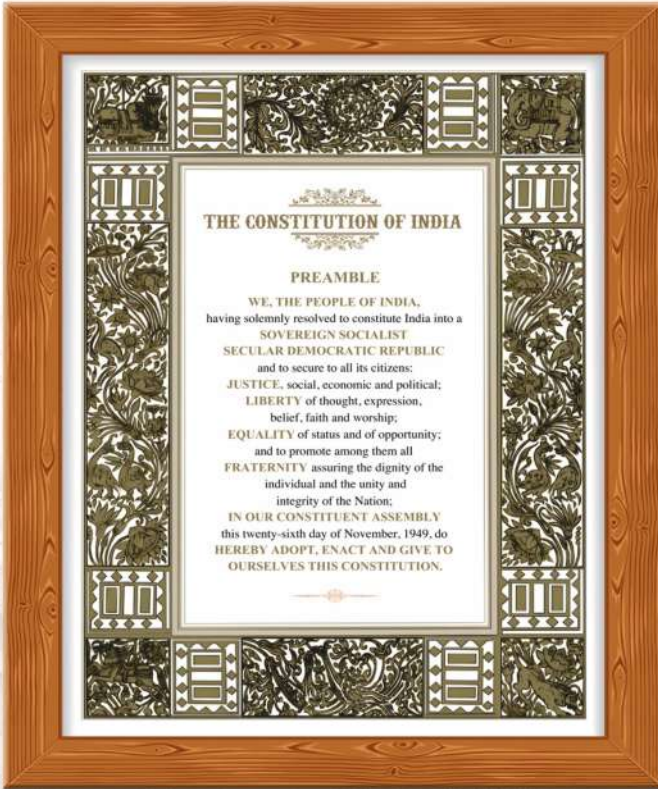 THE CONSTITUTION OF INDIA
PREAMBLE
WE, THE PEOPLE OF INDIA,
having solemnly resolved to constitute India into a
SOVEREIGN SOCIALIST
SECULAR DEMOCRATIC REPUBLIC
and to secure to all its citizens:
JUSTICE, social, economic and political;
LIBERTY of thought, expression,
belief, faith and worship;
EQUALITY of status and of opportunity;
and to promote among them all
FRATERNITY assuring the dignity of the
individual and the unity and
integrity of the Nation;
IN OUR CONSTITUENT ASSEMBLY
this twenty-sixth day of November, 1949, do
HEREBY ADOPT, ENACT AND GIVE TO
OURSELVES THIS CONSTITUTION.